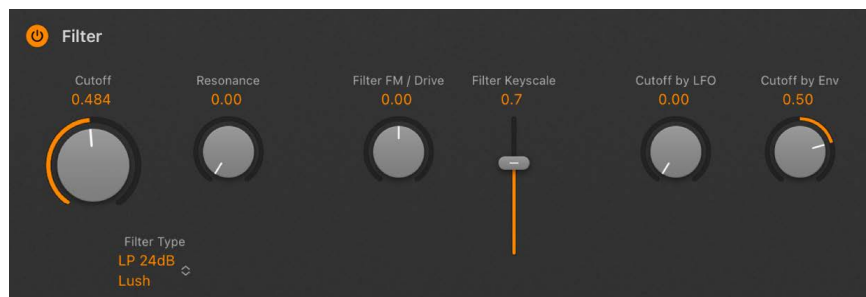 Filter
Cutoff
0.484
Resonance
0.00
Filter FM / Drive
0.00
Filter Keyscale
0.7
Cutoff by LFO
0.00
Cutoff by Env
0.50
Filter Type
LP 24dB
Lush